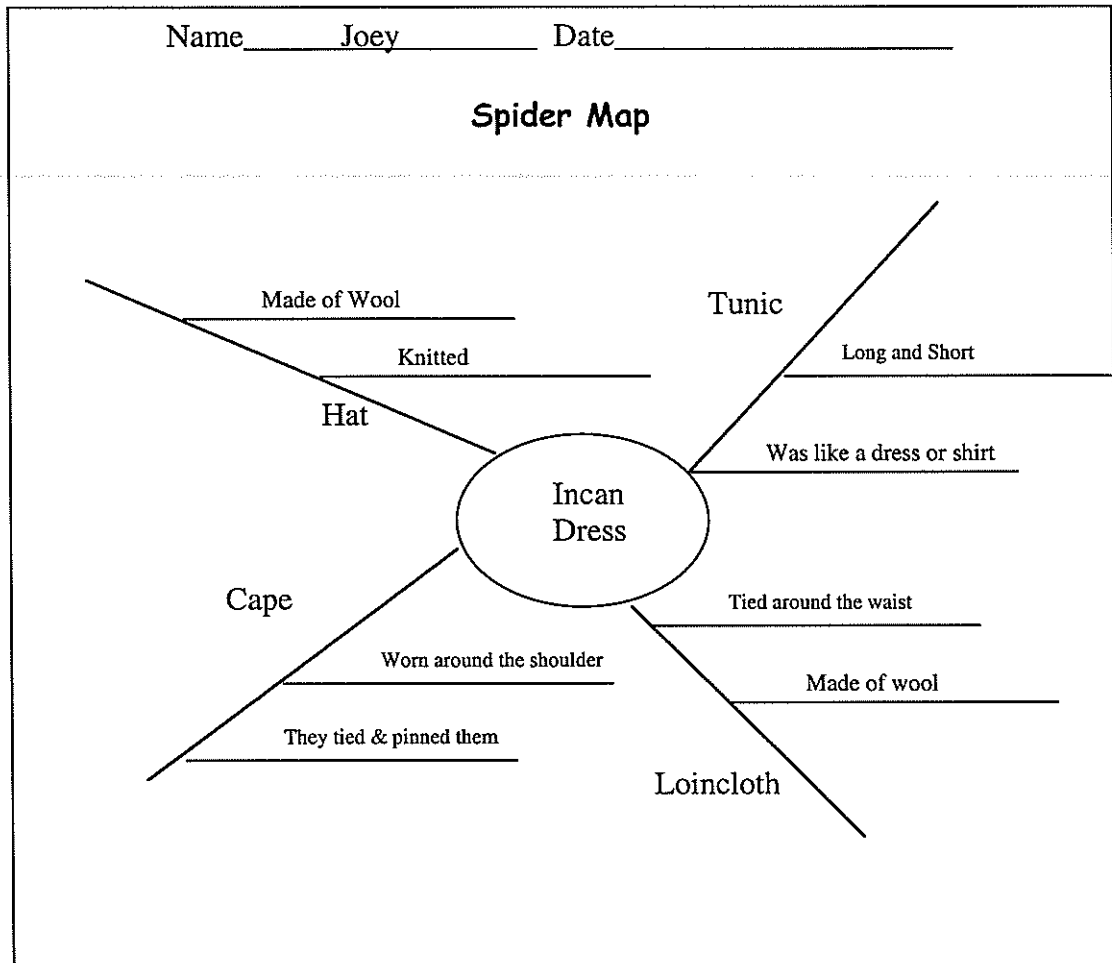 Name Joey Date
Spider Map
Made of Wool
Knitted
Hat
Tunic
Long and Short
Was like a dress or shirt
Incan
Dress
Cape
Worn around the shoulder
They tied & pinned them
Tied around the waist
Made of wool
Loincloth